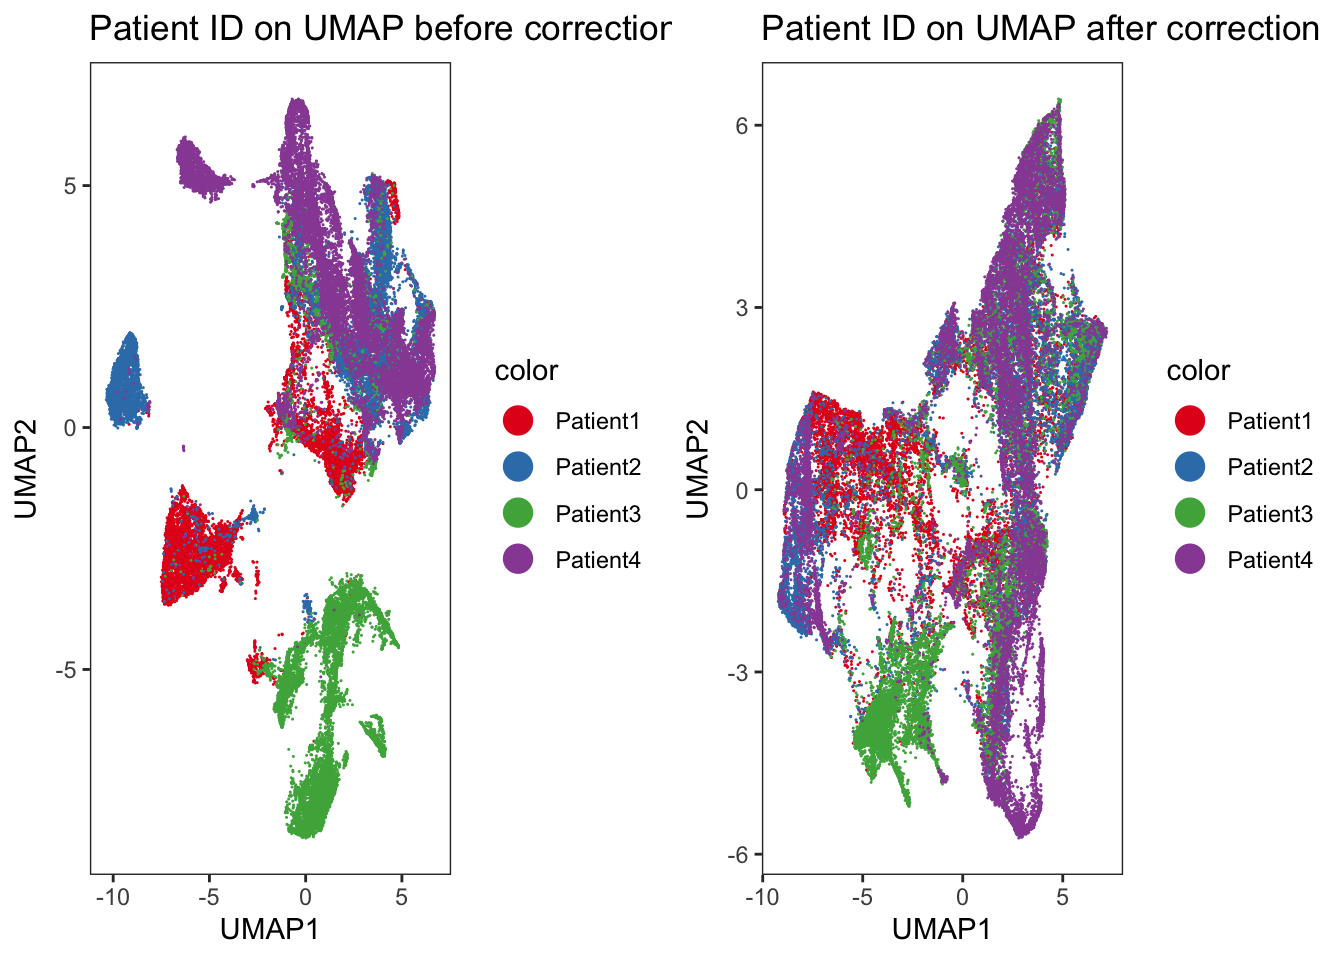 Patient ID on UMAP before correction
5
0
-5
UMAP2
-10
-5
0
5
UMAP1
color
Patient1
Patient2
Patient3
Patient4
Patient ID on UMAP after correction
6
3
0
-3
-6
UMAP2
-10
-5
0
5
UMAP1
color
Patient1
Patient2
Patient3
Patient4